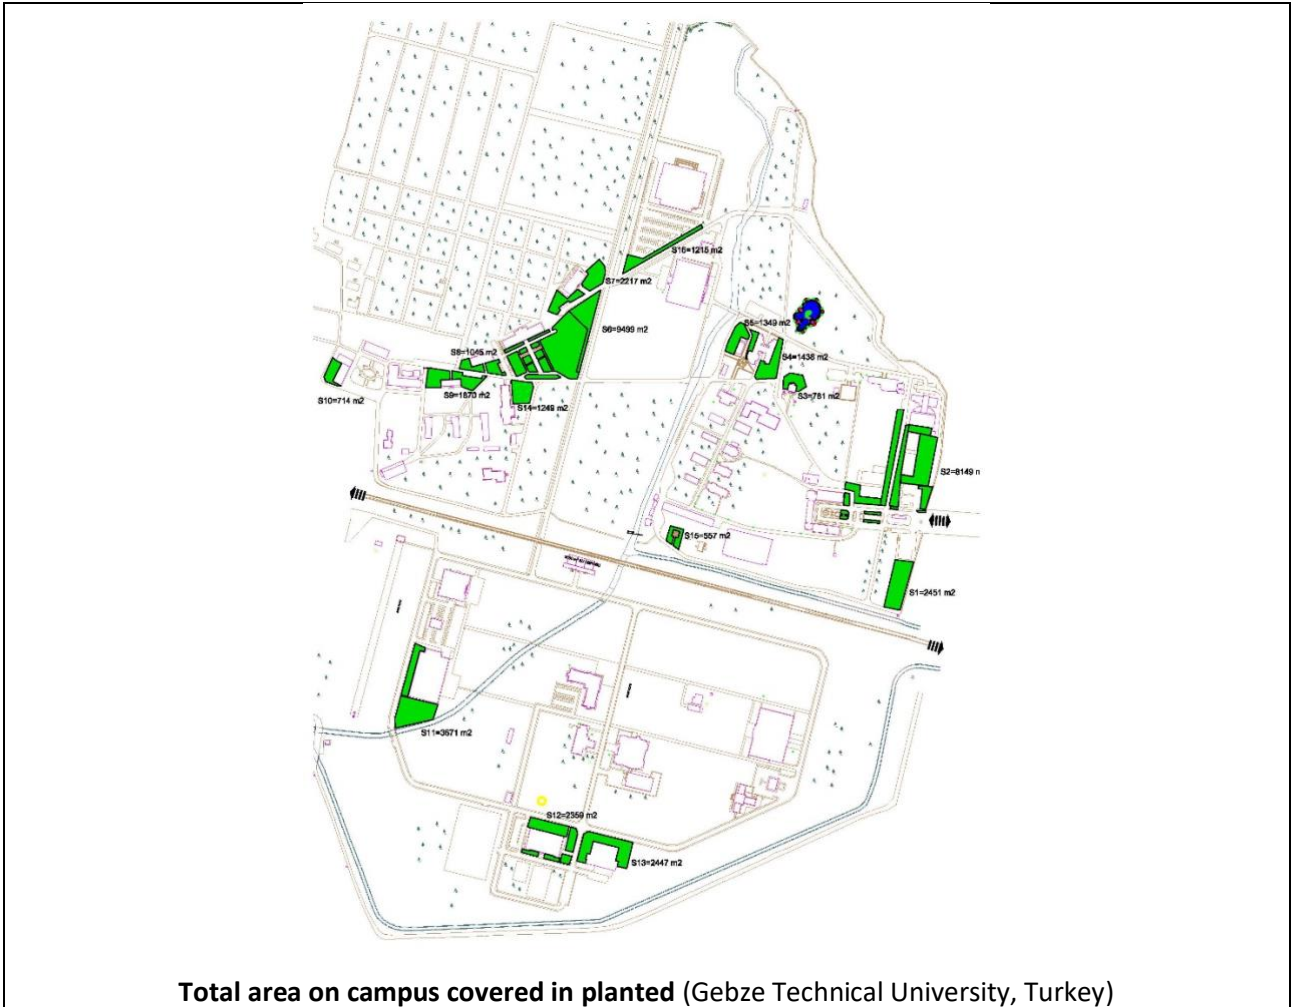 S16=1215 m2
S7=2217 m2
S6=9499 m2
S5=1349 m2
S8=1045 m2
S4=1436 m2
S9=1870 m2
S3=781 m2
S10=714 m2
S14=1249 m2
S2=8149 m
S15=557 m2
S1=2451 m2
S11=3671 m2
S12=2359 m2
S13=2447 m2
Total area on campus covered in planted (Gebze Technical University, Turkey)